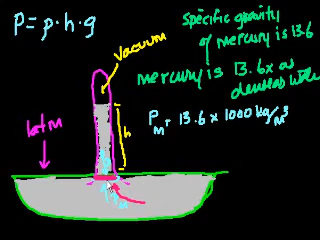 P = ρ · h · g
specific gravity
of mercury is 13.6
vacuum
mercury is 13.6x as
dense as water
1atm
h
ρM = 13.6 x 1000 kg/m³